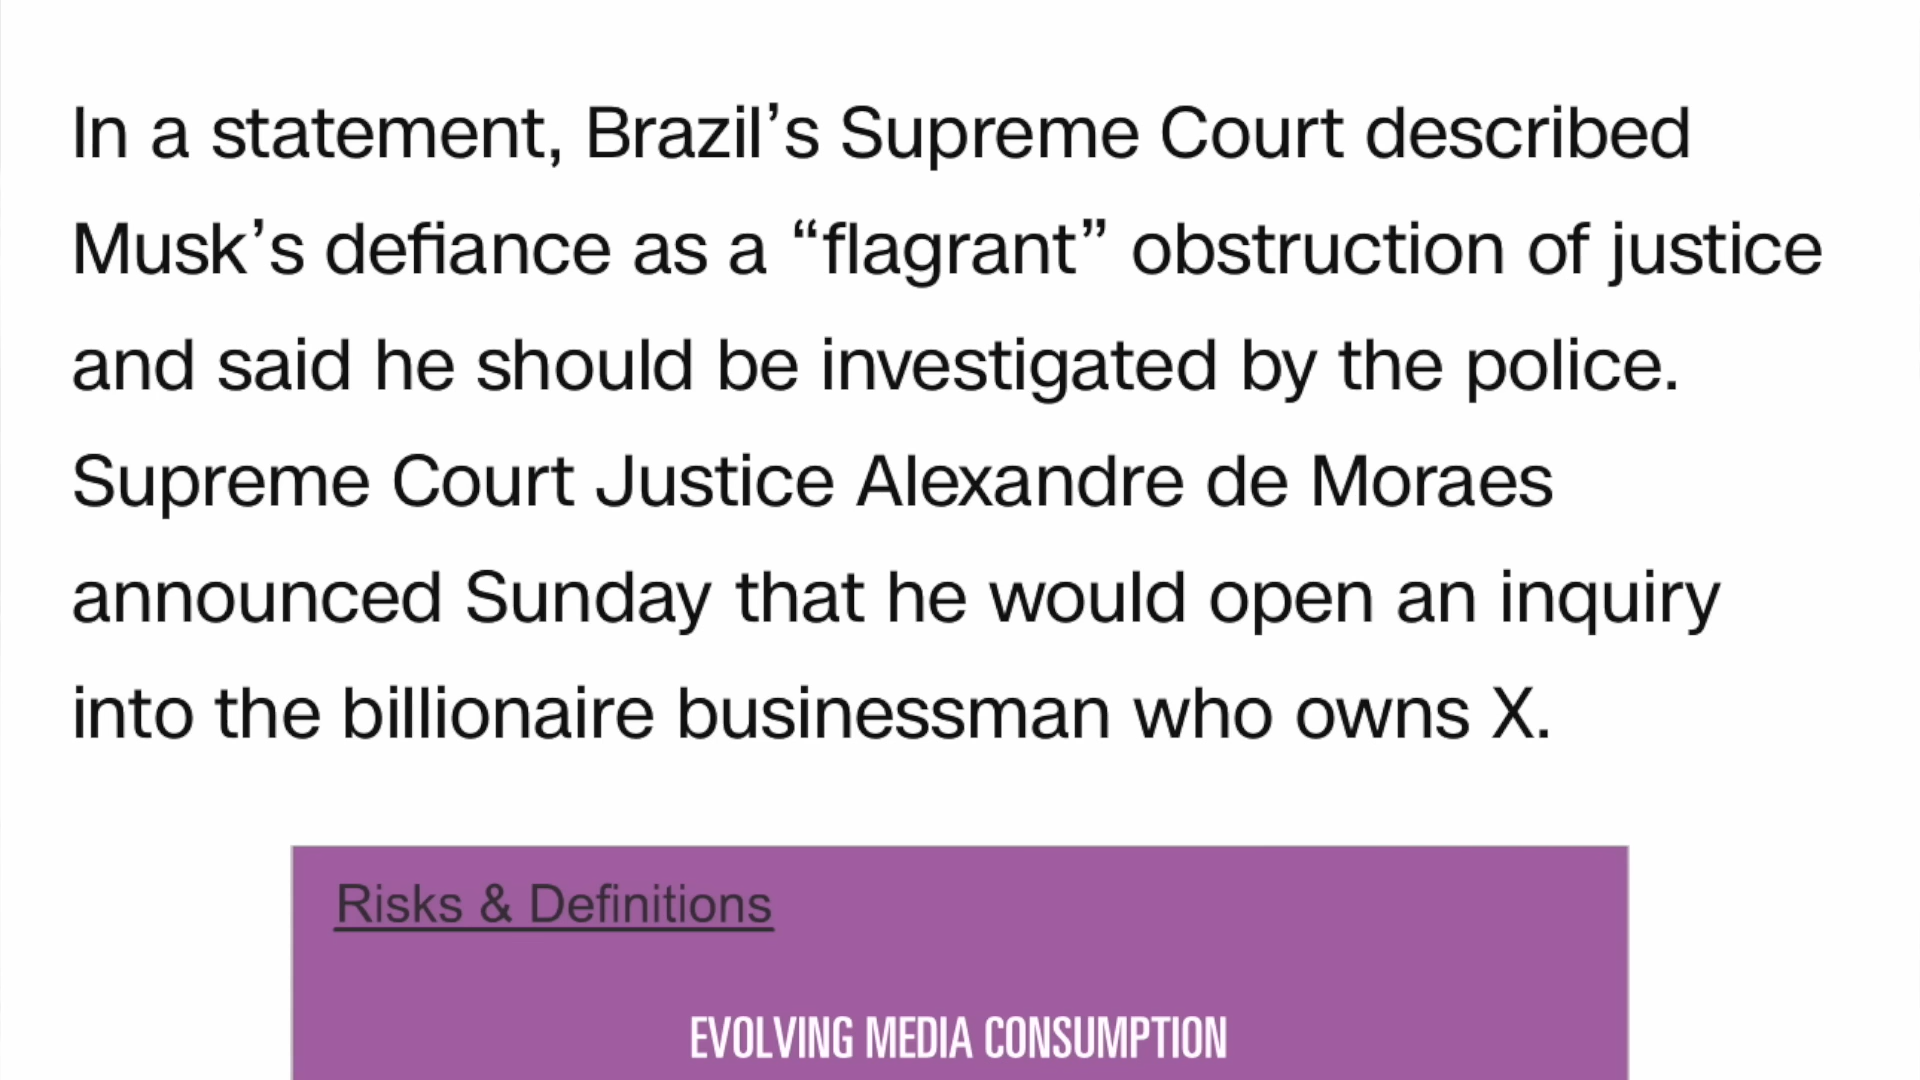 In a statement, Brazil’s Supreme Court described
Musk’s defiance as a “flagrant” obstruction of justice
and said he should be investigated by the police.
Supreme Court Justice Alexandre de Moraes
announced Sunday that he would open an inquiry
into the billionaire businessman who owns X.
Risks & Definitions
EVOLVING MEDIA CONSUMPTION